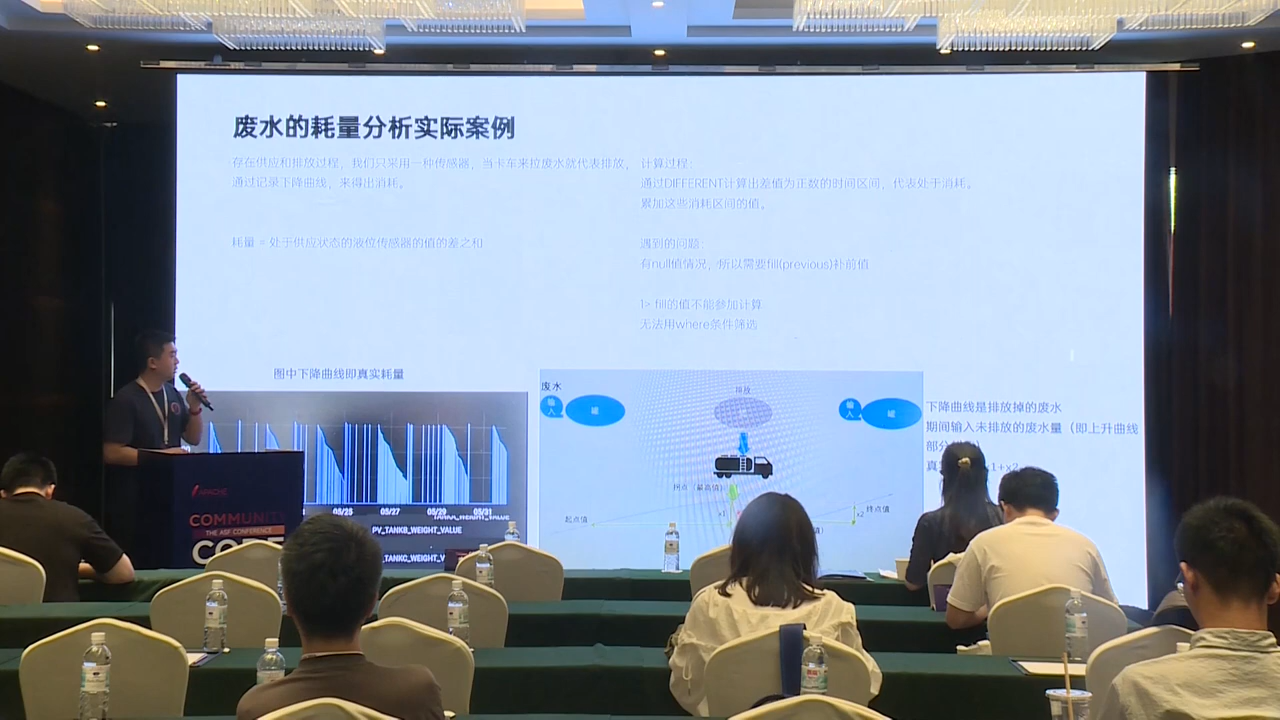 废水的耗量分析实际案例
存在供应和排放过程，我们只采用一种传感器，当卡车来拉废水就代表排放，
通过记录下降曲线，来得出消耗。
耗量 = 处于供应状态的液位传感器的值的差之和
计算过程：
通过DIFFERENT计算出差值为正数的时间区间，代表处于消耗。
累加这些消耗区间的值。
遇到的问题：
有null值情况，所以需要fill(previous)补前值
1> fill的值不能参加计算
无法用where条件筛选
图中下降曲线即真实耗量
05/25
05/27
05/29
05/31
PV_TANKB_WEIGHT_VALUE
废水
输入
罐
排放
输入
罐
拐点（最高值）
起点值
x1
x2
终点值
下降曲线是排放掉的废水
期间输入未排放的废水量（即上升曲线
部分
x1+x2
APACHE
COMMUNITY
THE ASF CONFERENCE